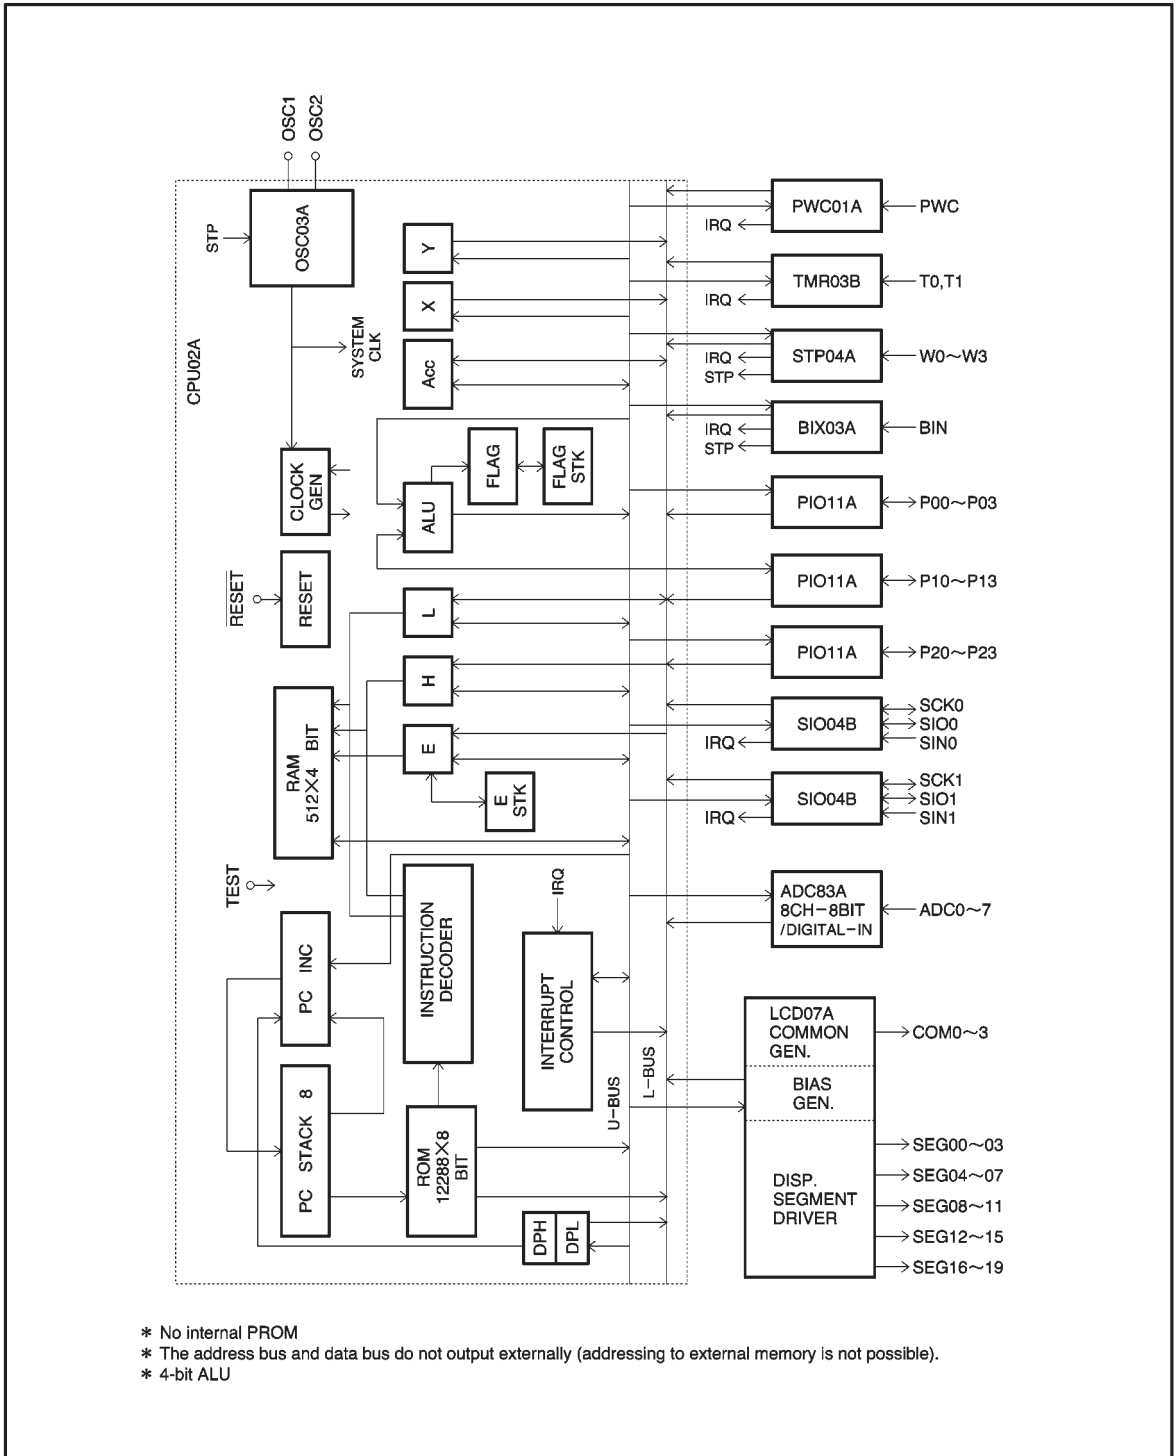 OSC1
OSC2
STP
OSC03A
CPU02A
SYSTEM
CLK
CLOCK
GEN
RESET
RESET
RAM
512×4 BIT
TEST
PC INC
PC STACK 8
Y
X
Acc
FLAG
FLAG
STK
ALU
L
H
E
E
STK
INSTRUCTION
DECODER
IRQ
INTERRUPT
CONTROL
ROM
12288×8
BIT
DPH
DPL
U-BUS
L-BUS
PWC01A
PWC
IRQ
TMR03B
T0,T1
IRQ
STP04A
W0~W3
IRQ
STP
BIX03A
BIN
IRQ
STP
PIO11A
P00~P03
PIO11A
P10~P13
PIO11A
P20~P23
SIO04B
SCK0
SIO0
SIN0
IRQ
SIO04B
SCK1
SIO1
SIN1
IRQ
ADC83A
8CH-8BIT
/DIGITAL-IN
ADC0~7
LCD07A
COMMON
GEN.
COM0~3
BIAS
GEN.
DISP.
SEGMENT
DRIVER
SEG00~03
SEG04~07
SEG08~11
SEG12~15
SEG16~19
* No internal PROM
* The address bus and data bus do not output externally (addressing to external memory is not possible).
* 4-bit ALU